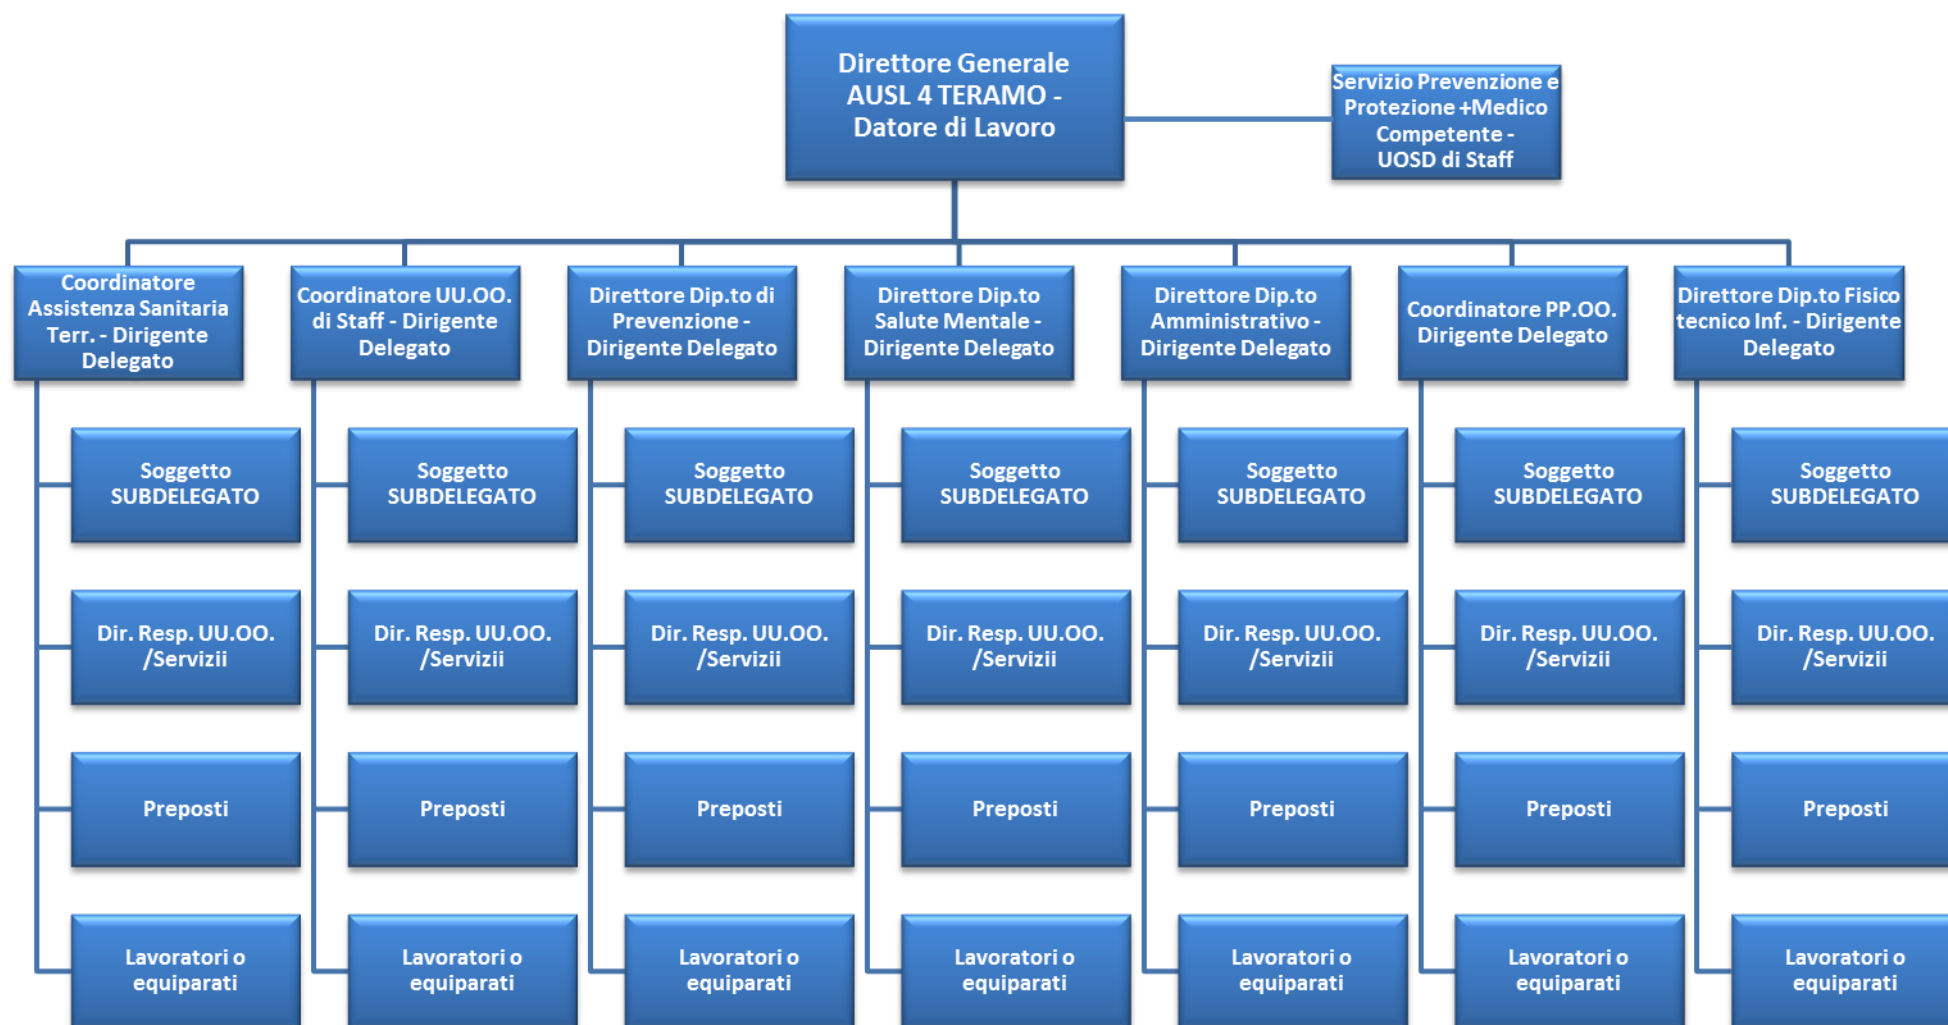 Direttore Generale
AUSL 4 TERAMO -
Datore di Lavoro
Servizio Prevenzione e
Protezione +Medico
Competente -
UOSD di Staff
Coordinatore
Assistenza Sanitaria
Terr. - Dirigente
Delegato
Coordinatore UU.OO.
di Staff - Dirigente
Delegato
Direttore Dip.to di
Prevenzione -
Dirigente Delegato
Direttore Dip.to
Salute Mentale -
Dirigente Delegato
Direttore Dip.to
Amministrativo -
Dirigente Delegato
Coordinatore PP.OO.
Dirigente Delegato
Direttore Dip.to Fisico
tecnico Inf. - Dirigente
Delegato
Soggetto
SUBDELEGATO
Soggetto
SUBDELEGATO
Soggetto
SUBDELEGATO
Soggetto
SUBDELEGATO
Soggetto
SUBDELEGATO
Soggetto
SUBDELEGATO
Soggetto
SUBDELEGATO
Dir. Resp. UU.OO.
/Servizii
Dir. Resp. UU.OO.
/Servizii
Dir. Resp. UU.OO.
/Servizii
Dir. Resp. UU.OO.
/Servizii
Dir. Resp. UU.OO.
/Servizii
Dir. Resp. UU.OO.
/Servizii
Dir. Resp. UU.OO.
/Servizii
Preposti
Preposti
Preposti
Preposti
Preposti
Preposti
Preposti
Lavoratori o
equiparati
Lavoratori o
equiparati
Lavoratori o
equiparati
Lavoratori o
equiparati
Lavoratori o
equiparati
Lavoratori o
equiparati
Lavoratori o
equiparati